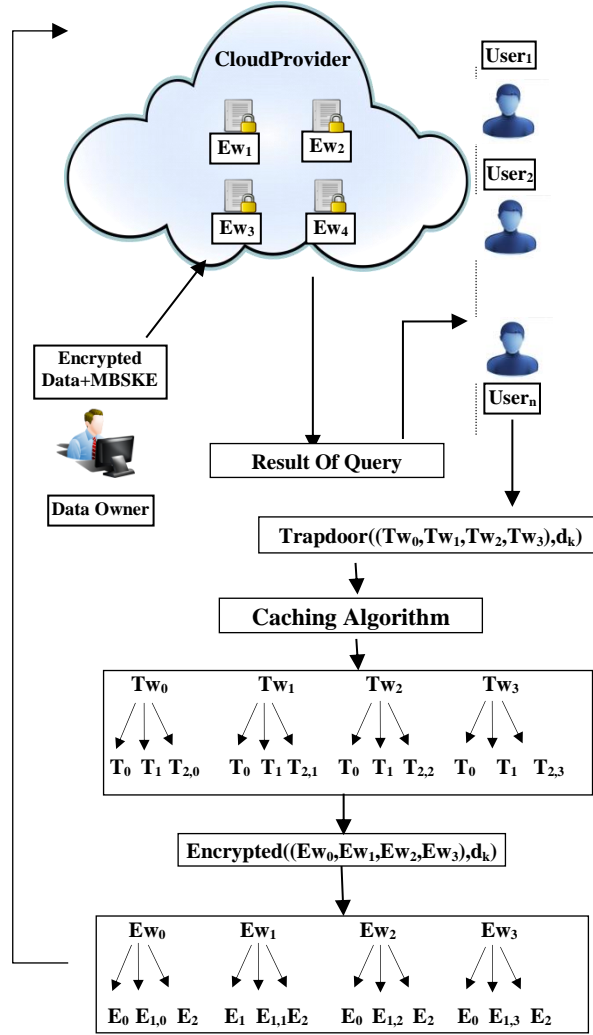 CloudProvider
User₁
Ew₁ Ew₂
User₂
Ew₃ Ew₄
Encrypted
Data+MBSKE
Userₙ
Result Of Query
Data Owner
Trapdoor((Tw₀,Tw₁,Tw₂,Tw₃),dₖ)
Caching Algorithm
Tw₀ Tw₁ Tw₂ Tw₃
T₀ T₁ T₂,₀ T₀ T₁ T₂,₁ T₀ T₁ T₂,₂ T₀ T₁ T₂,₃
Encrypted((Ew₀,Ew₁,Ew₂,Ew₃),dₖ)
Ew₀ Ew₁ Ew₂ Ew₃
E₀ E₁,₀ E₂ E₁ E₁,₁E₂ E₀ E₁,₂ E₂ E₀ E₁,₃ E₂